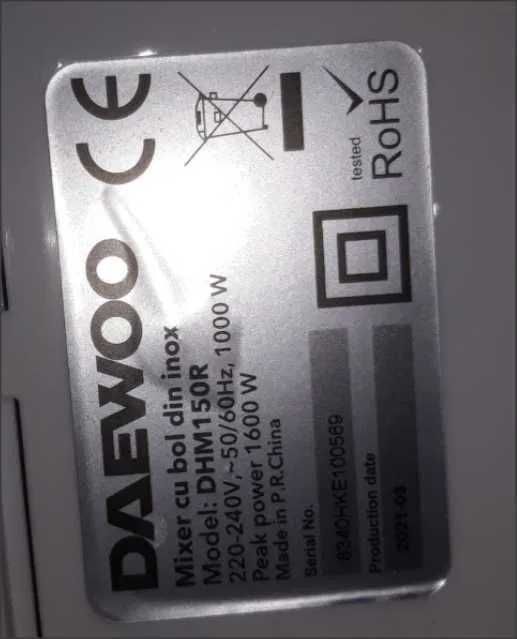 DAEWOO
CE
Mixer cu bol din inox
Model: DHM150R
220-240V,~50/60Hz, 1000 W
Peak power 1600 W
Made in P.R.China
Serial No.
8340HKE100569
Production date
2021-03
tested
RoHS